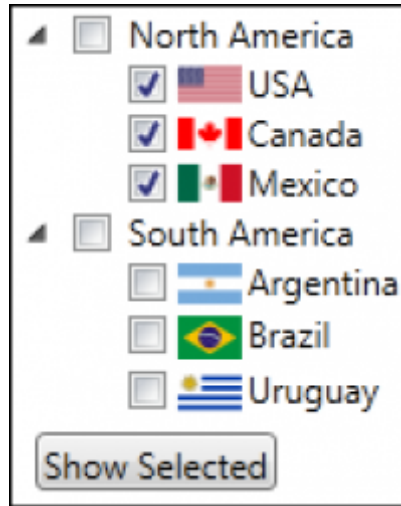 North America
USA
Canada
Mexico
South America
Argentina
Brazil
Uruguay
Show Selected